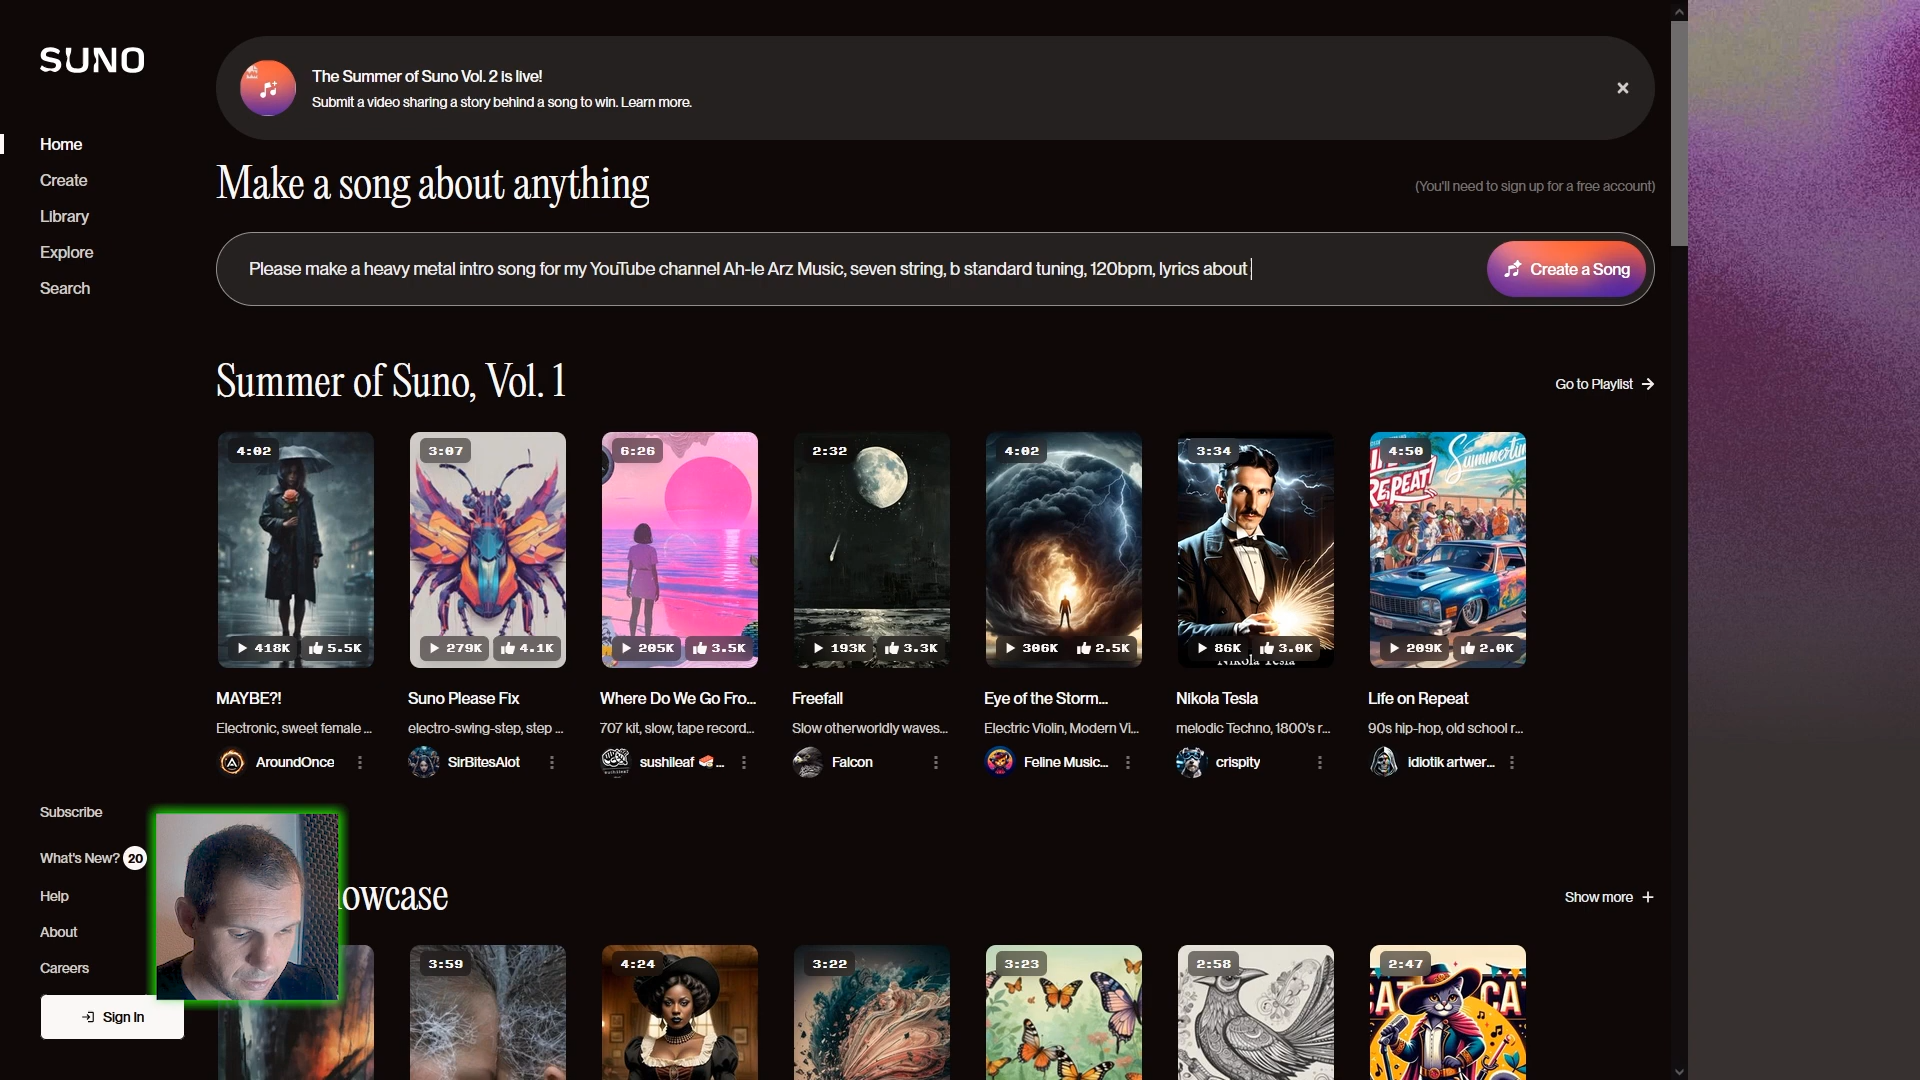 SUNO
The Summer of Suno Vol. 2 is live!
Submit a video sharing a story behind a song to win. Learn more.
Home
Create
Library
Explore
Search
Make a song about anything
(You'll need to sign up for a free account)
Please make a heavy metal intro song for my YouTube channel Ah-le Arz Music, seven string, b standard tuning, 120bpm, lyrics about
Create a Song
Summer of Suno, Vol. 1
Go to Playlist
4:02
3:07
6:26
2:32
4:02
3:34
4:50
REPEAT!
Summertim
418K 5.5K
279K 4.1K
205K 3.5K
193K 3.3K
306K 2.5K
86K 3.0K
209K 2.0K
Nikola Tesla
MAYBE?!
Suno Please Fix
Where Do We Go Fro...
Freefall
Eye of the Storm...
Nikola Tesla
Life on Repeat
Electronic, sweet female ...
electro-swing-step, step ...
707 kit, slow, tape record...
Slow otherworldly waves...
Electric Violin, Modern Vi...
melodic Techno, 1800's r...
90s hip-hop, old school r...
AroundOnce
SirBitesAlot
sushileaf 🍣...
Falcon
Feline Music...
crispity
idiotik artwer...
Subscribe
What's New? 20
Help
About
Careers
Sign In
owcase
Show more
3:59
4:24
3:22
3:23
2:58
2:47
CAT CAT